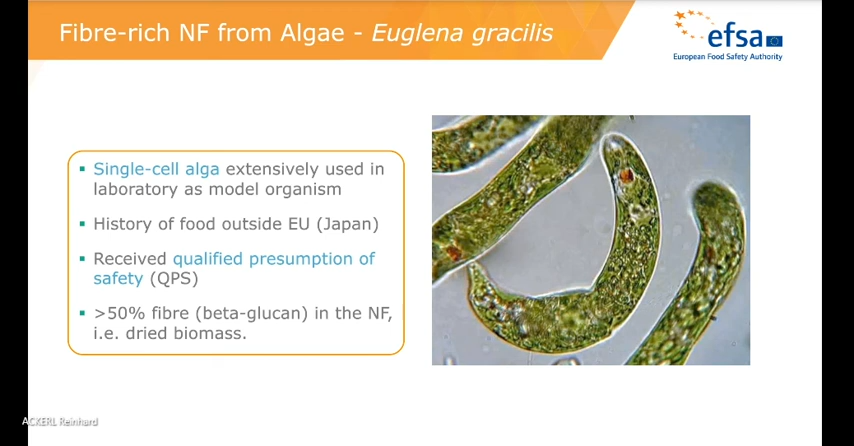 Fibre-rich NF from Algae - Euglena gracilis
efsa
European Food Safety Authority
▪ Single-cell alga extensively used in
laboratory as model organism
▪ History of food outside EU (Japan)
▪ Received qualified presumption of
safety (QPS)
▪ >50% fibre (beta-glucan) in the NF,
i.e. dried biomass.
ACKERL Reinhard